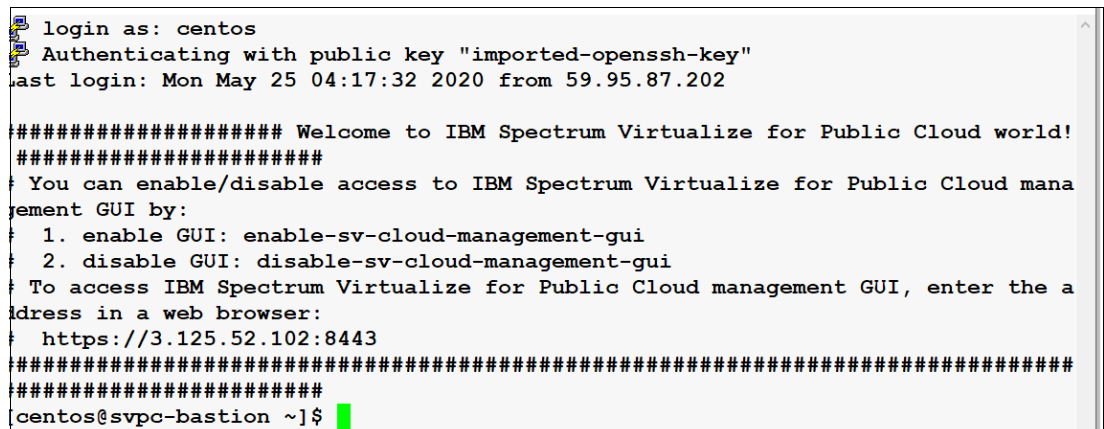 login as: centos
Authenticating with public key "imported-openssh-key"
Last login: Mon May 25 04:17:32 2020 from 59.95.87.202
##################### Welcome to IBM Spectrum Virtualize for Public Cloud world!
#######################
# You can enable/disable access to IBM Spectrum Virtualize for Public Cloud mana
gement GUI by:
#  1. enable GUI: enable-sv-cloud-management-gui
#  2. disable GUI: disable-sv-cloud-management-gui
# To access IBM Spectrum Virtualize for Public Cloud management GUI, enter the a
ddress in a web browser:
#  https://3.125.52.102:8443
################################################################################
########################
[centos@svpc-bastion ~]$